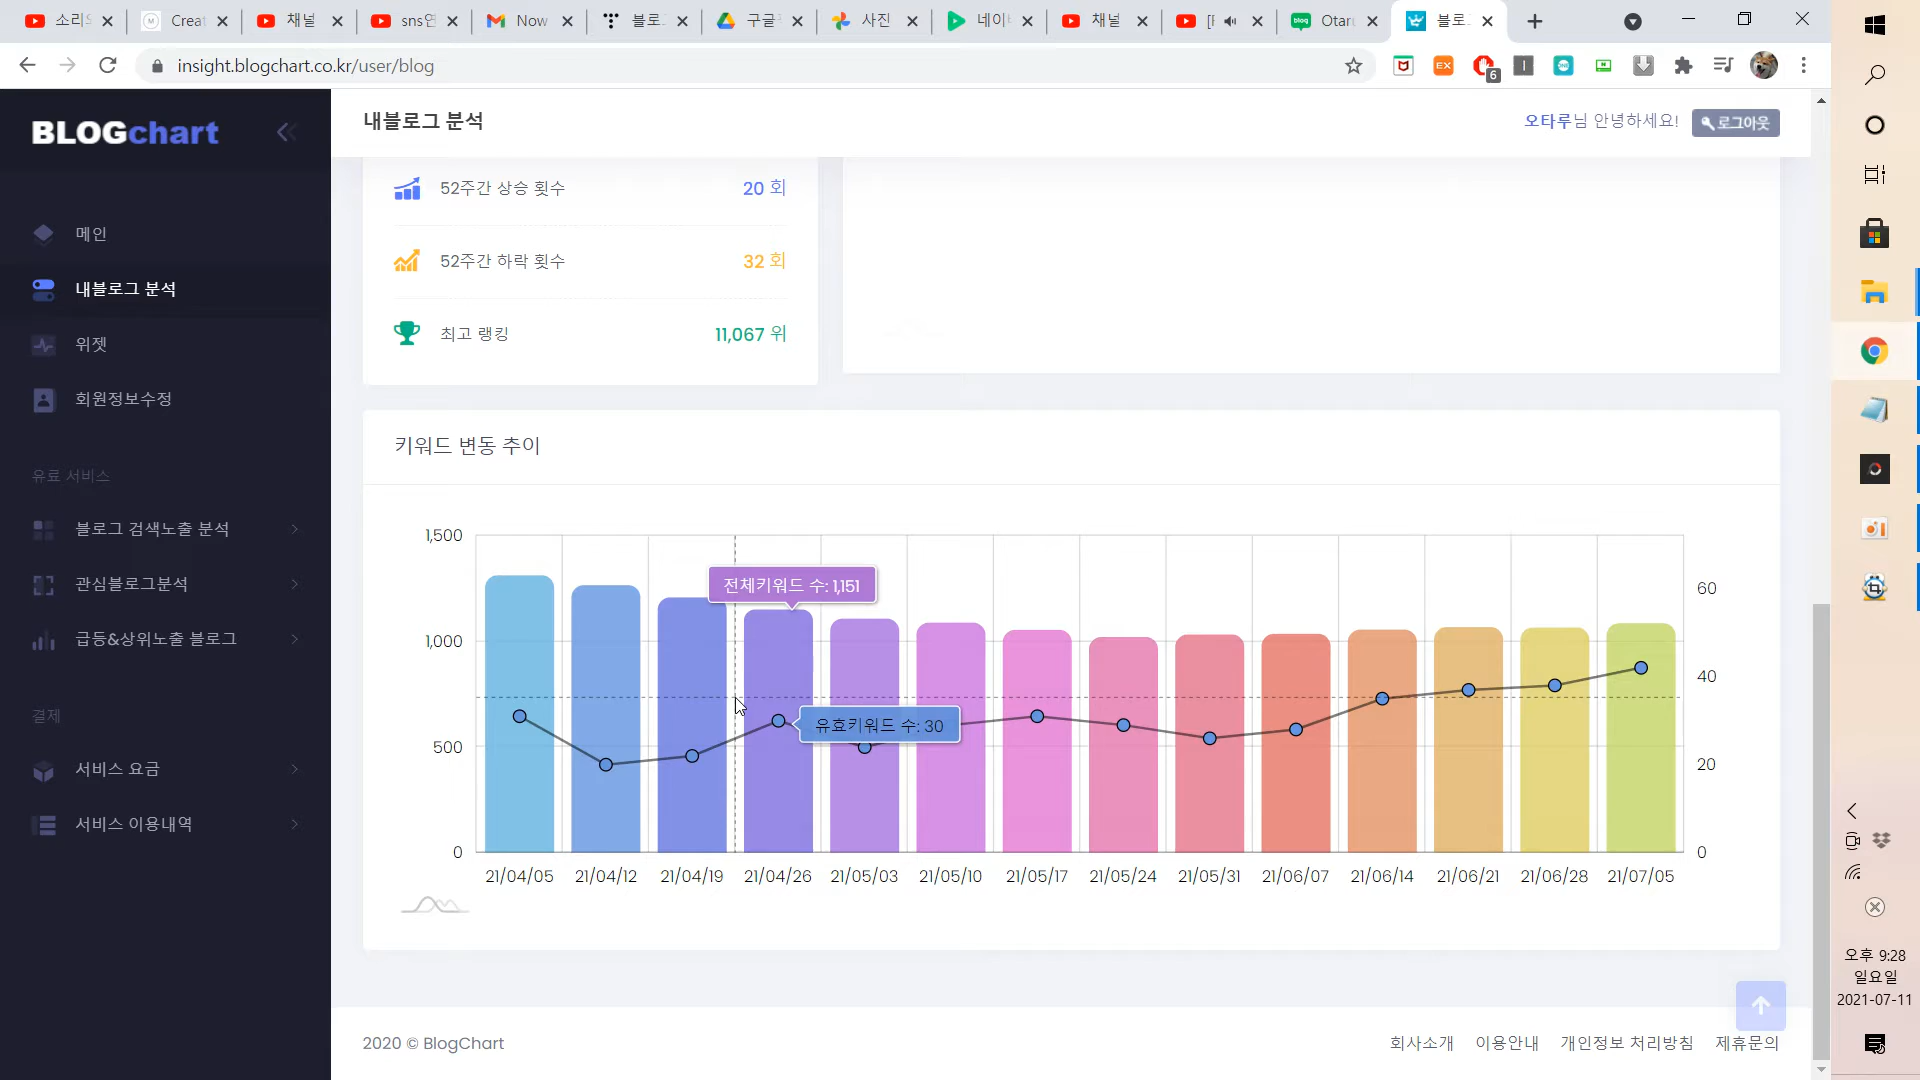 소리의
Creat
채널
sns연
Now
블로그
구글
사진
네이버
채널
Otaru
블로그
insight.blogchart.co.kr/user/blog
EX
6
BLOGchart
내블로그 분석
오타루님 안녕하세요!
로그아웃
메인
내블로그 분석
위젯
회원정보수정
유료 서비스
블로그 검색노출 분석
관심블로그분석
급등&상위노출 블로그
결제
서비스 요금
서비스 이용내역
52주간 상승 횟수 20 회
52주간 하락 횟수 32 회
최고 랭킹 11,067 위
키워드 변동 추이
1,500
1,000
500
0
전체키워드 수: 1,151
유효키워드 수: 30
60
40
20
0
21/04/05 21/04/12 21/04/19 21/04/26 21/05/03 21/05/10 21/05/17 21/05/24 21/05/31 21/06/07 21/06/14 21/06/21 21/06/28 21/07/05
2020 © BlogChart
회사소개 이용안내 개인정보 처리방침 제휴문의
오후 9:28
일요일
2021-07-11